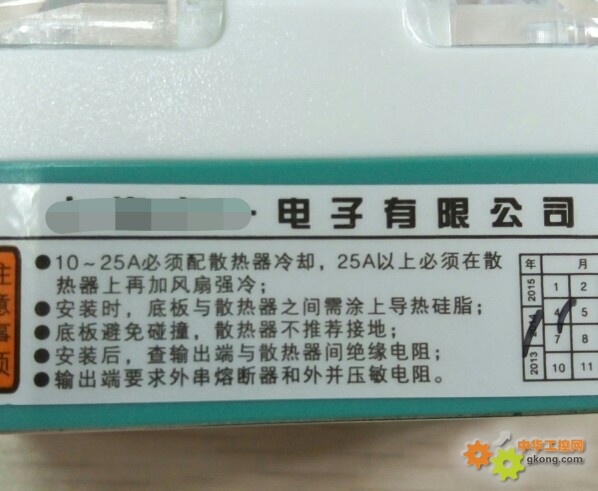 电子有限公司
注意事项
●10~25A必须配散热器冷却，25A以上必须在散
热器上再加风扇强冷；
●安装时，底板与散热器之间需涂上导热硅脂；
●底板避免碰撞，散热器不推荐接地；
●安装后，查输出端与散热器间绝缘电阻；
●输出端要求外串熔断器和外并压敏电阻。
年 月
2015 1 2
4 5
7 8
2013 10 11
中华工控网
gkong.com